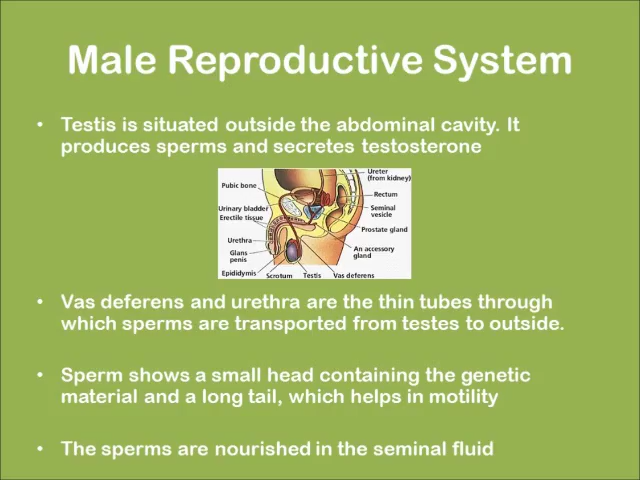 Male Reproductive System
• Testis is situated outside the abdominal cavity. It
produces sperms and secretes testosterone
Ureter
(from kidney)
Pubic bone
Rectum
Urinary bladder
Seminal
vesicle
Erectile tissue
Prostate gland
Urethra
An accessory
gland
Glans
penis
Epididymis
Scrotum
Testis
Vas deferens
• Vas deferens and urethra are the thin tubes through
which sperms are transported from testes to outside.
• Sperm shows a small head containing the genetic
material and a long tail, which helps in motility
• The sperms are nourished in the seminal fluid